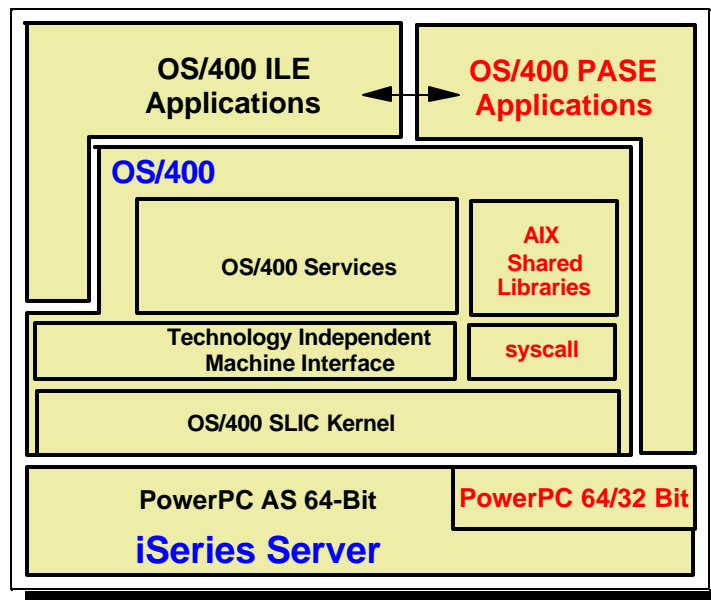 OS/400 ILE
Applications
OS/400 PASE
Applications
OS/400
OS/400 Services
AIX
Shared
Libraries
Technology Independent
Machine Interface
syscall
OS/400 SLIC Kernel
PowerPC AS 64-Bit
PowerPC 64/32 Bit
iSeries Server